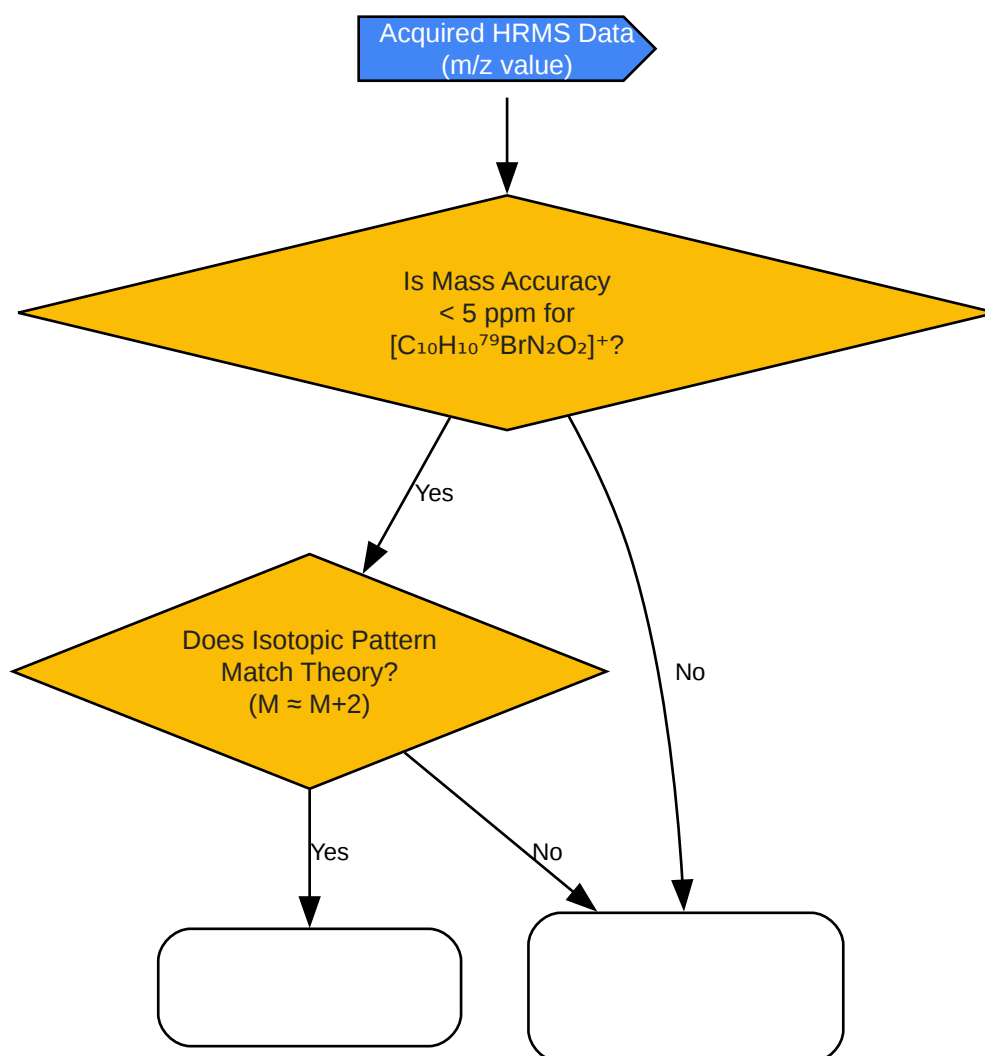 Acquired HRMS Data
(m/z value)
Is Mass Accuracy
< 5 ppm for
[C₁₀H₁₀⁷⁹BrN₂O₂]⁺?
Yes
No
Does Isotopic Pattern
Match Theory?
(M ≈ M+2)
Yes
No